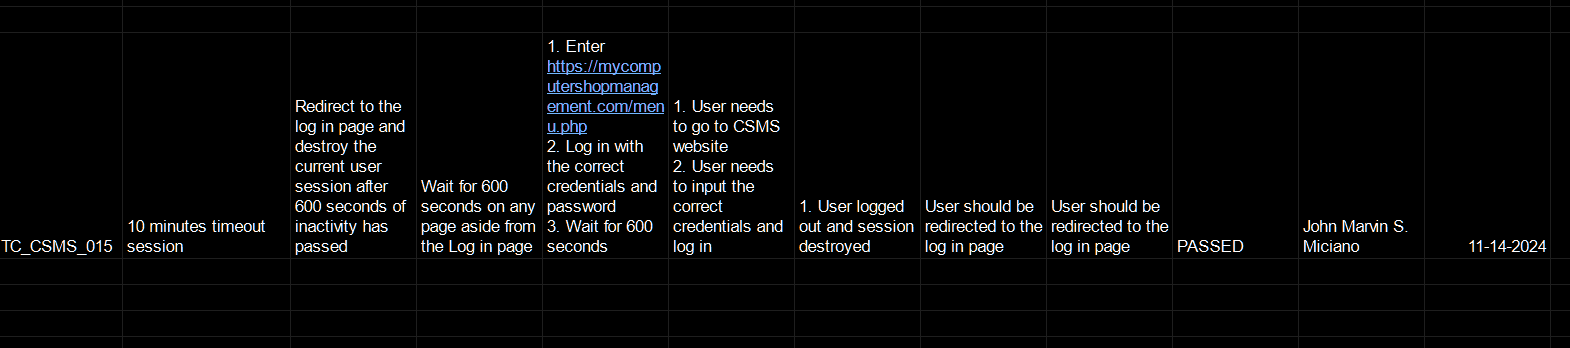 TC_CSMS_015
10 minutes timeout
session
Redirect to the
log in page and
destroy the
current user
session after
600 seconds of
inactivity has
passed
Wait for 600
seconds on any
page aside from
the Log in page
1. Enter
https://mycomp
utershopmanag
ement.com/men
u.php
2. Log in with
the correct
credentials and
password
3. Wait for 600
seconds
1. User needs
to go to CSMS
website
2. User needs
to input the
correct
credentials and
log in
1. User logged
out and session
destroyed
User should be
redirected to the
log in page
User should be
redirected to the
log in page
PASSED
John Marvin S.
Miciano
11-14-2024